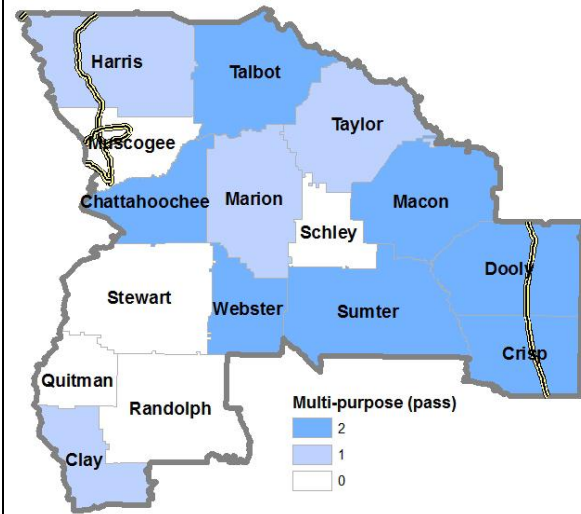 Harris
Talbot
Taylor
Muscogee
Chattahoochee
Marion
Macon
Schley
Dooly
Stewart
Webster
Sumter
Crisp
Quitman
Randolph
Clay
Multi-purpose (pass)
2
1
0